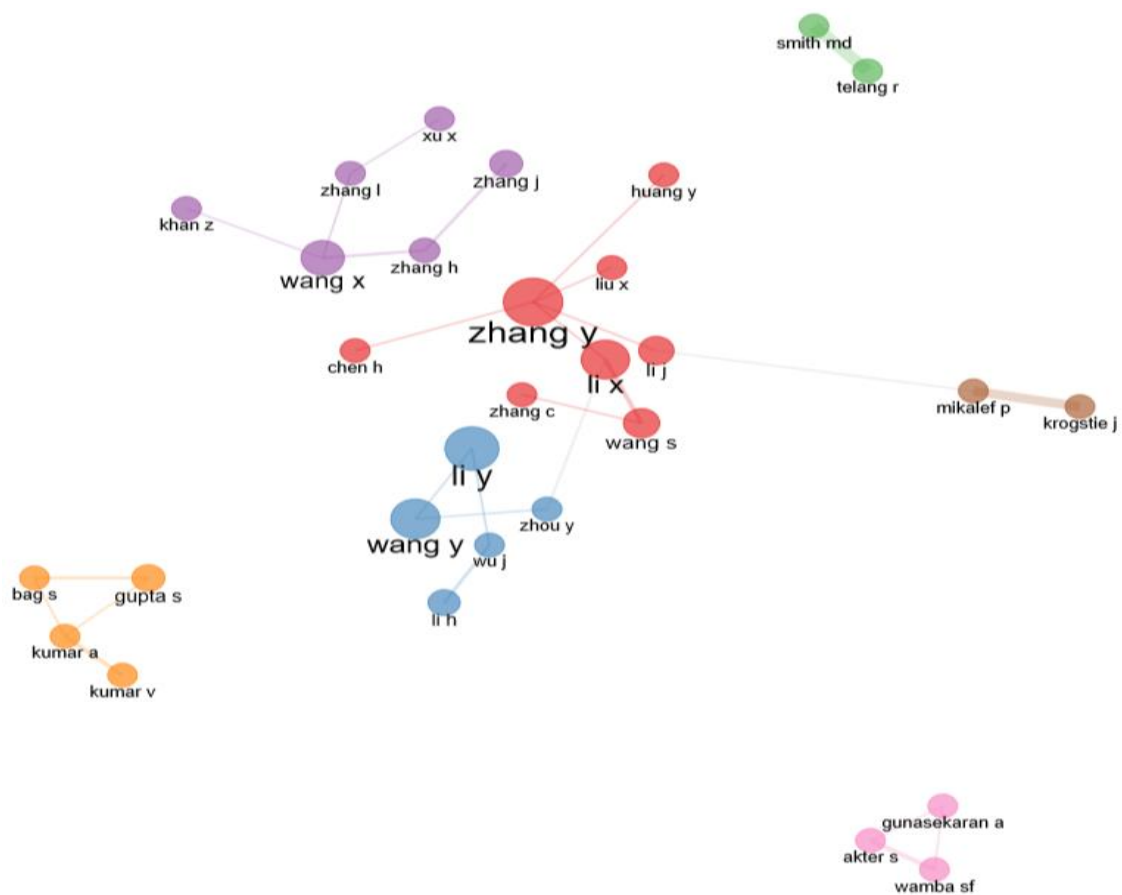 smith md
telang r
xu x
zhang j
zhang l
huang y
khan z
zhang h
wang x
liu x
zhang y
chen h
li j
li x
mikalef p
zhang c
krogstie j
wang s
li y
zhou y
wang y
wu j
bag s
gupta s
li h
kumar a
kumar v
gunasekaran a
akter s
wamba sf